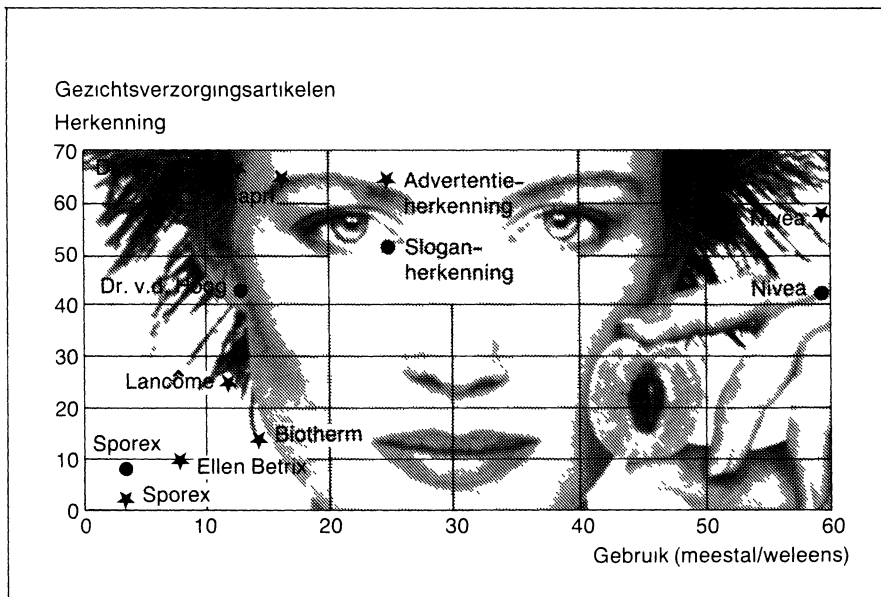 Gezichtsverzorgingsartikelen
Herkenning
70
60
50
40
30
20
10
0
Advertentie-
herkenning
Slogan-
herkenning
Nivea
Dr. v.d. Hoog
Nivea
Lancôme
Biotherm
Sporex
Ellen Betrix
Sporex
0 10 20 30 40 50 60
Gebruik (meestal/weleens)